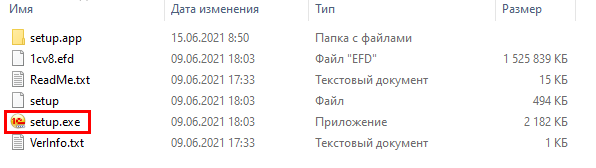 Имя Дата изменения Тип Размер
setup.app 15.06.2021 8:50 Папка с файлами
1cv8.efd 09.06.2021 18:03 Файл "EFD" 1 525 839 КБ
ReadMe.txt 09.06.2021 17:33 Текстовый документ 15 КБ
setup 09.06.2021 18:03 Файл 494 КБ
setup.exe 09.06.2021 18:03 Приложение 2 182 КБ
VerInfo.txt 09.06.2021 17:33 Текстовый документ 1 КБ